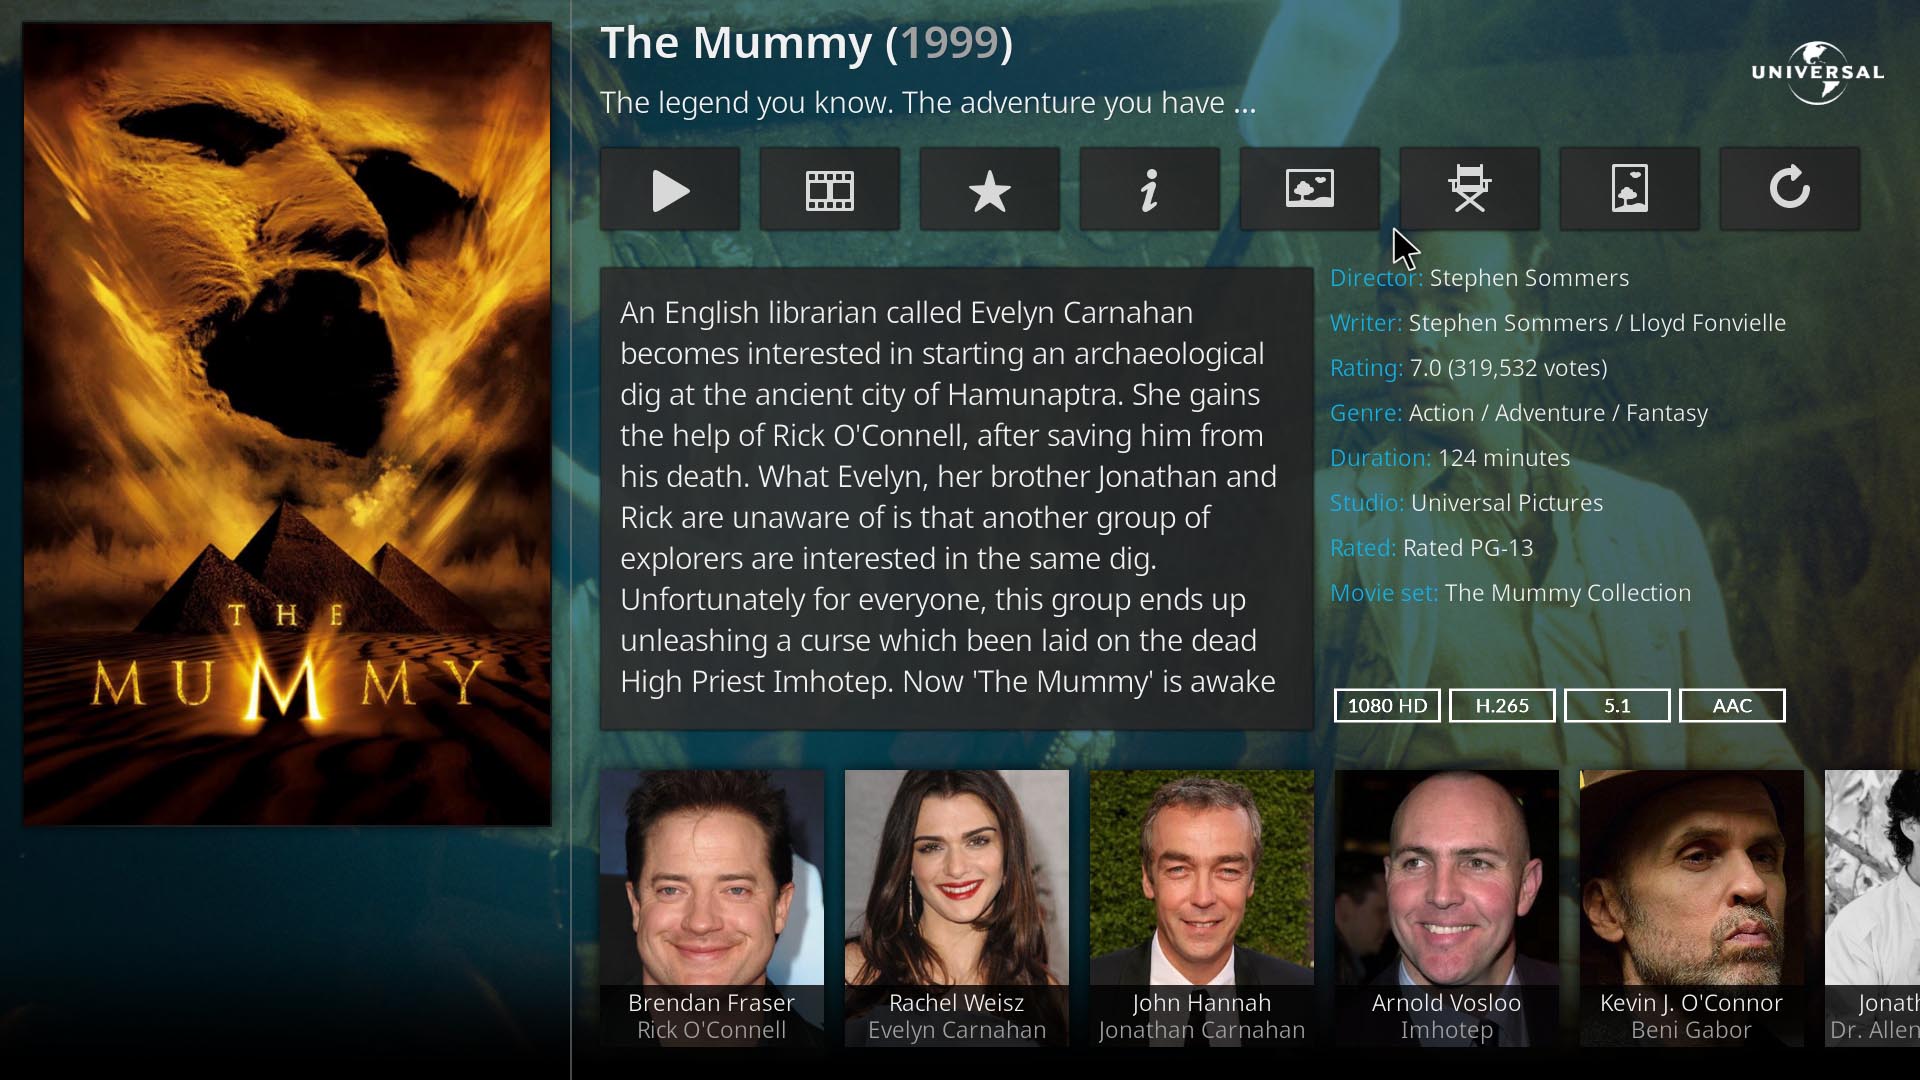 The Mummy (1999)
The legend you know. The adventure you have ...
UNIVERSAL
THE
MUMMY
An English librarian called Evelyn Carnahan
becomes interested in starting an archaeological
dig at the ancient city of Hamunaptra. She gains
the help of Rick O'Connell, after saving him from
his death. What Evelyn, her brother Jonathan and
Rick are unaware of is that another group of
explorers are interested in the same dig.
Unfortunately for everyone, this group ends up
unleashing a curse which been laid on the dead
High Priest Imhotep. Now 'The Mummy' is awake
Director: Stephen Sommers
Writer: Stephen Sommers / Lloyd Fonvielle
Rating: 7.0 (319,532 votes)
Genre: Action / Adventure / Fantasy
Duration: 124 minutes
Studio: Universal Pictures
Rated: Rated PG-13
Movie set: The Mummy Collection
1080 HD H.265 5.1 AAC
Brendan Fraser
Rick O'Connell
Rachel Weisz
Evelyn Carnahan
John Hannah
Jonathan Carnahan
Arnold Vosloo
Imhotep
Kevin J. O'Connor
Beni Gabor
Dr. Allen